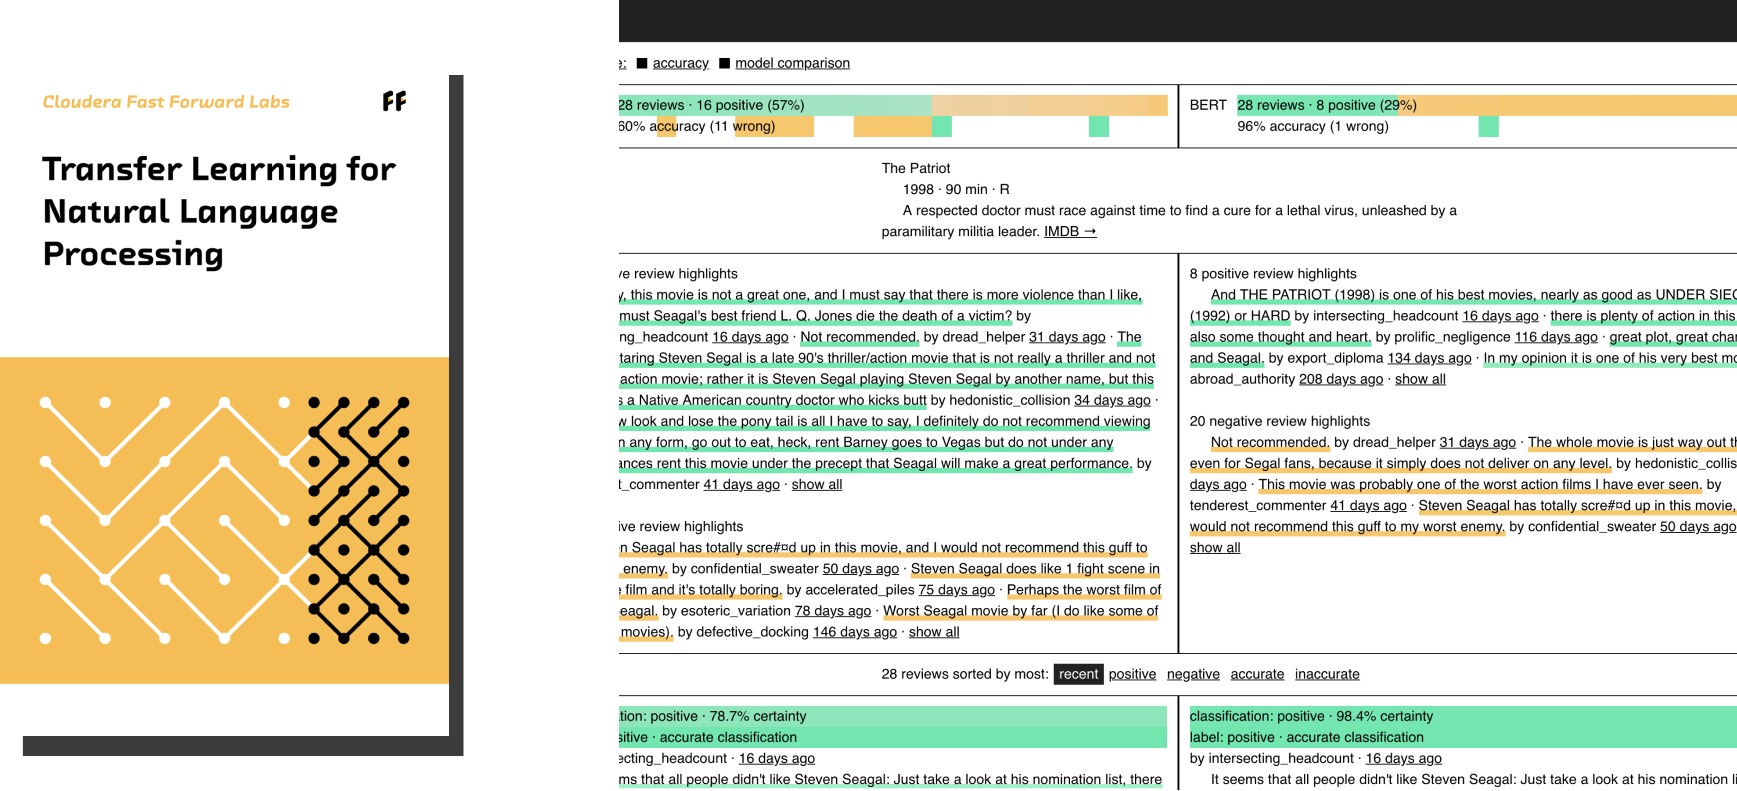 Cloudera Fast Forward Labs
FF
Transfer Learning for
Natural Language
Processing
e: accuracy model comparison
28 reviews · 16 positive (57%)
60% accuracy (11 wrong)
BERT 28 reviews · 8 positive (29%)
96% accuracy (1 wrong)
The Patriot
1998 · 90 min · R
A respected doctor must race against time to find a cure for a lethal virus, unleashed by a
paramilitary militia leader. IMDB →
ve review highlights
y, this movie is not a great one, and I must say that there is more violence than I like,
must Seagal's best friend L. Q. Jones die the death of a victim? by
ng_headcount 16 days ago · Not recommended. by dread_helper 31 days ago · The
taring Steven Segal is a late 90's thriller/action movie that is not really a thriller and not
action movie; rather it is Steven Segal playing Steven Segal by another name, but this
s a Native American country doctor who kicks butt by hedonistic_collision 34 days ago ·
w look and lose the pony tail is all I have to say, I definitely do not recommend viewing
n any form, go out to eat, heck, rent Barney goes to Vegas but do not under any
ances rent this movie under the precept that Seagal will make a great performance. by
t_commenter 41 days ago · show all
ive review highlights
n Seagal has totally scre#¤d up in this movie, and I would not recommend this guff to
enemy. by confidential_sweater 50 days ago · Steven Seagal does like 1 fight scene in
e film and it's totally boring. by accelerated_piles 75 days ago · Perhaps the worst film of
eagal. by esoteric_variation 78 days ago · Worst Seagal movie by far (I do like some of
movies). by defective_docking 146 days ago · show all
8 positive review highlights
And THE PATRIOT (1998) is one of his best movies, nearly as good as UNDER SIEG
(1992) or HARD by intersecting_headcount 16 days ago · there is plenty of action in this
also some thought and heart. by prolific_negligence 116 days ago · great plot, great char
and Seagal. by export_diploma 134 days ago · In my opinion it is one of his very best mo
abroad_authority 208 days ago · show all
20 negative review highlights
Not recommended. by dread_helper 31 days ago · The whole movie is just way out th
even for Segal fans, because it simply does not deliver on any level. by hedonistic_collis
days ago · This movie was probably one of the worst action films I have ever seen. by
tenderest_commenter 41 days ago · Steven Seagal has totally scre#¤d up in this movie,
would not recommend this guff to my worst enemy. by confidential_sweater 50 days ago
show all
28 reviews sorted by most: recent positive negative accurate inaccurate
tion: positive · 78.7% certainty
sitive · accurate classification
ecting_headcount · 16 days ago
ms that all people didn't like Steven Seagal: Just take a look at his nomination list, there
classification: positive · 98.4% certainty
label: positive · accurate classification
by intersecting_headcount · 16 days ago
It seems that all people didn't like Steven Seagal: Just take a look at his nomination li